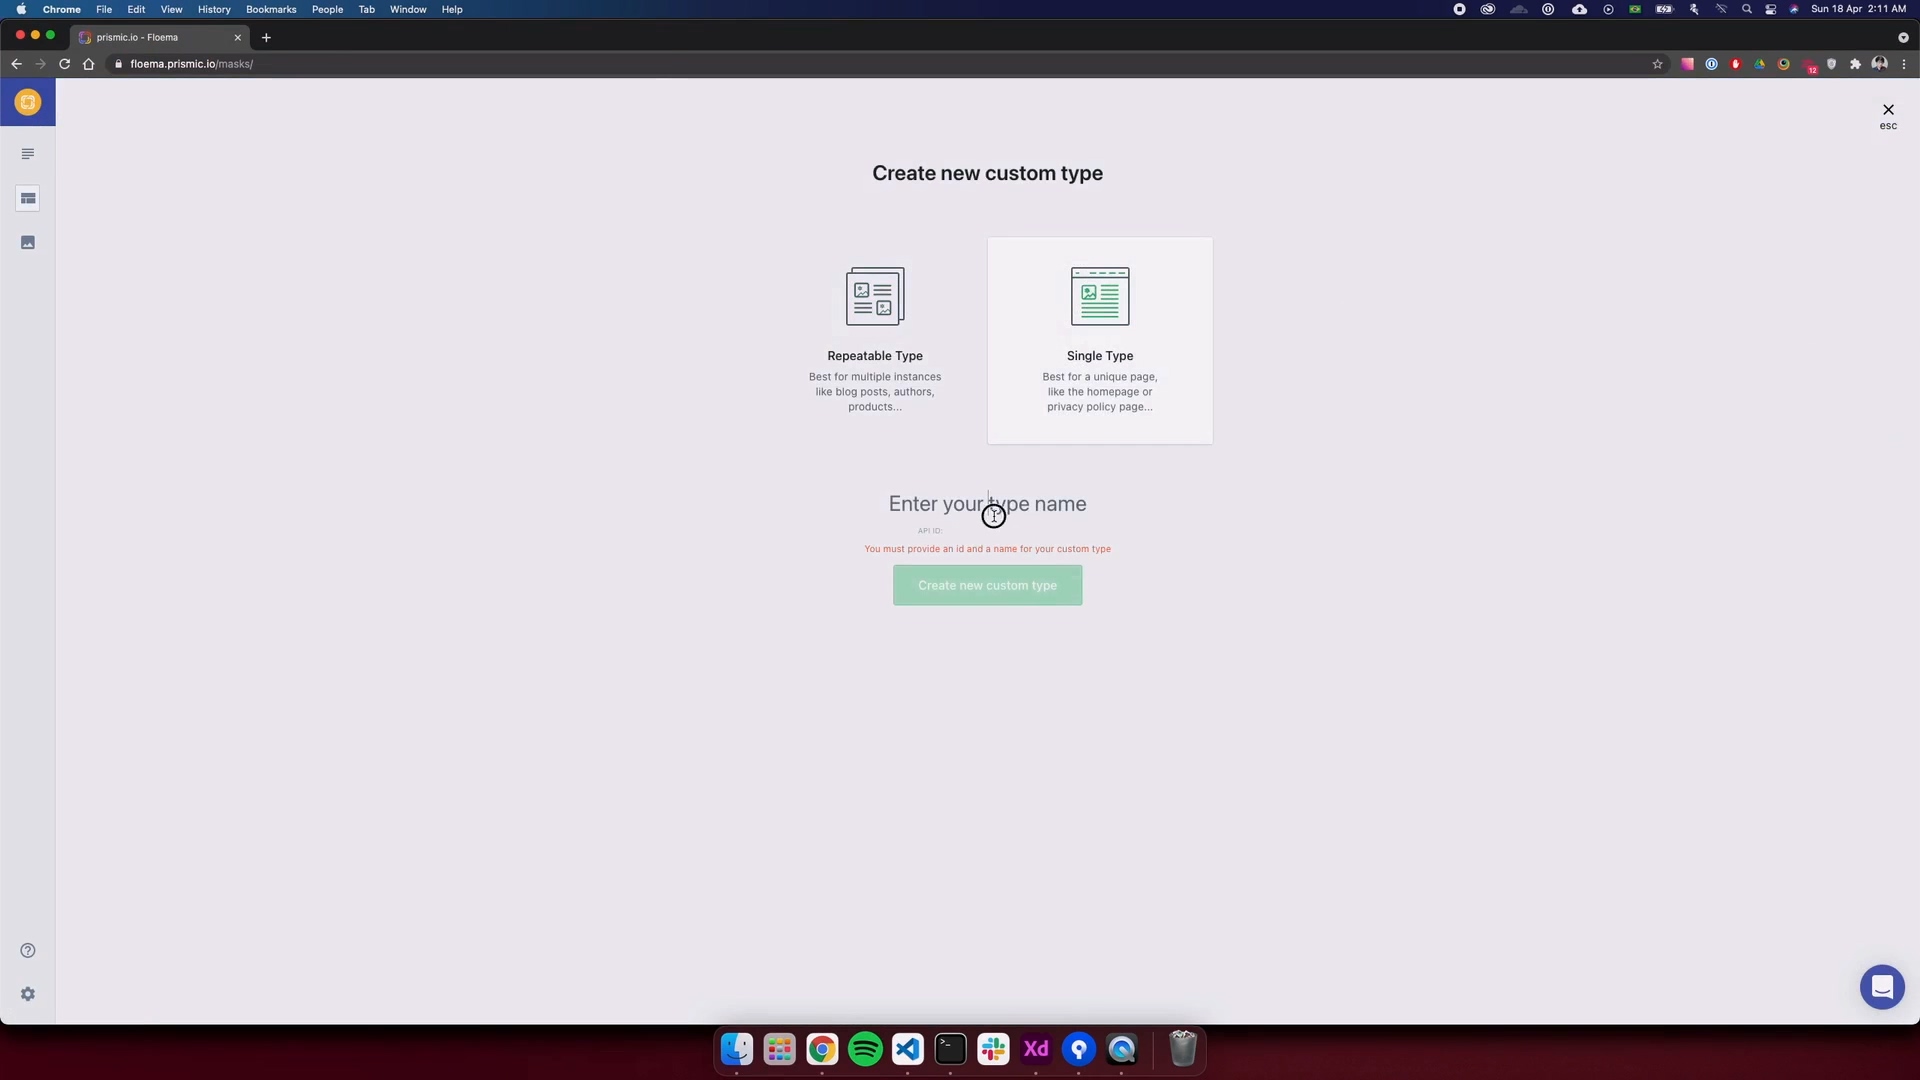 Chrome File Edit View History Bookmarks People Tab Window Help
Sun 18 Apr 2:11 AM
prismic.io - Floema
floema.prismic.io/masks/
12
esc
Create new custom type
Repeatable Type
Best for multiple instances
like blog posts, authors,
products...
Single Type
Best for a unique page,
like the homepage or
privacy policy page...
Enter your type name
API ID:
You must provide an id and a name for your custom type
Create new custom type
Xd